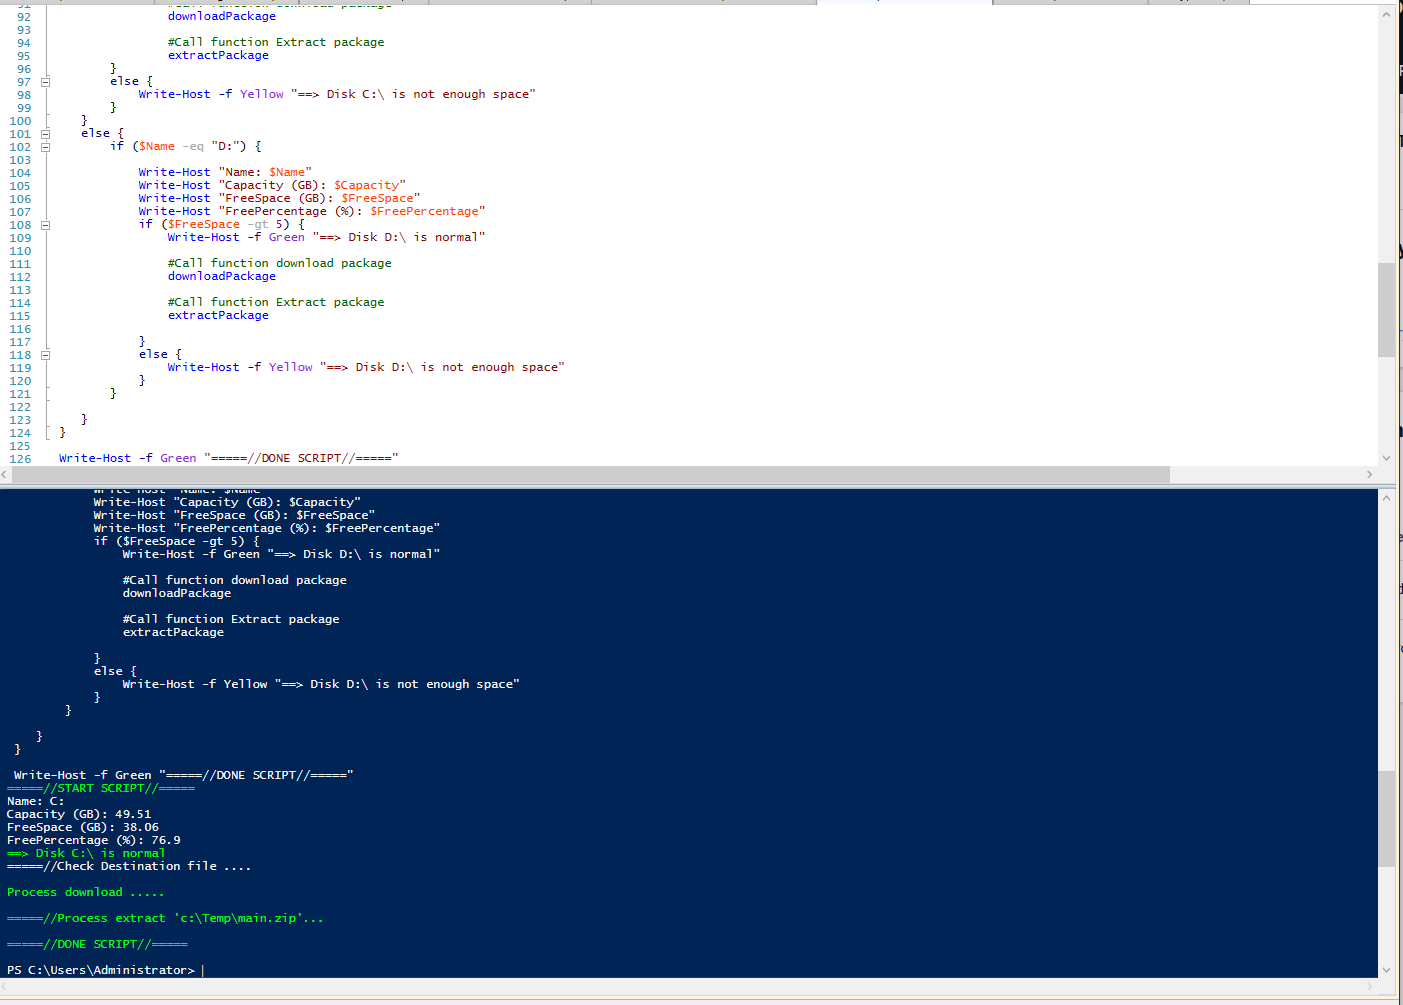 #Call function download package
92 downloadPackage
93
94 #Call function Extract package
95 extractPackage
96 }
97 else {
98 Write-Host -f Yellow "==> Disk C:\ is not enough space"
99 }
100 }
101 else {
102 if ($Name -eq "D:") {
103
104 Write-Host "Name: $Name"
105 Write-Host "Capacity (GB): $Capacity"
106 Write-Host "FreeSpace (GB): $FreeSpace"
107 Write-Host "FreePercentage (%): $FreePercentage"
108 if ($FreeSpace -gt 5) {
109 Write-Host -f Green "==> Disk D:\ is normal"
110
111 #Call function download package
112 downloadPackage
113
114 #Call function Extract package
115 extractPackage
116
117 }
118 else {
119 Write-Host -f Yellow "==> Disk D:\ is not enough space"
120 }
121 }
122
123 }
124 }
125
126 Write-Host -f Green "=====//DONE SCRIPT//====="
Write-Host "Name: $Name"
Write-Host "Capacity (GB): $Capacity"
Write-Host "FreeSpace (GB): $FreeSpace"
Write-Host "FreePercentage (%): $FreePercentage"
if ($FreeSpace -gt 5) {
Write-Host -f Green "==> Disk D:\ is normal"
#Call function download package
downloadPackage
#Call function Extract package
extractPackage
}
else {
Write-Host -f Yellow "==> Disk D:\ is not enough space"
}
}
}
}
Write-Host -f Green "=====//DONE SCRIPT//====="
=====//START SCRIPT//=====
Name: C:
Capacity (GB): 49.51
FreeSpace (GB): 38.06
FreePercentage (%): 76.9
==> Disk C:\ is normal
=====//Check Destination file ....
Process download .....
=====//Process extract 'c:\Temp\main.zip'...
=====//DONE SCRIPT//=====
PS C:\Users\Administrator>